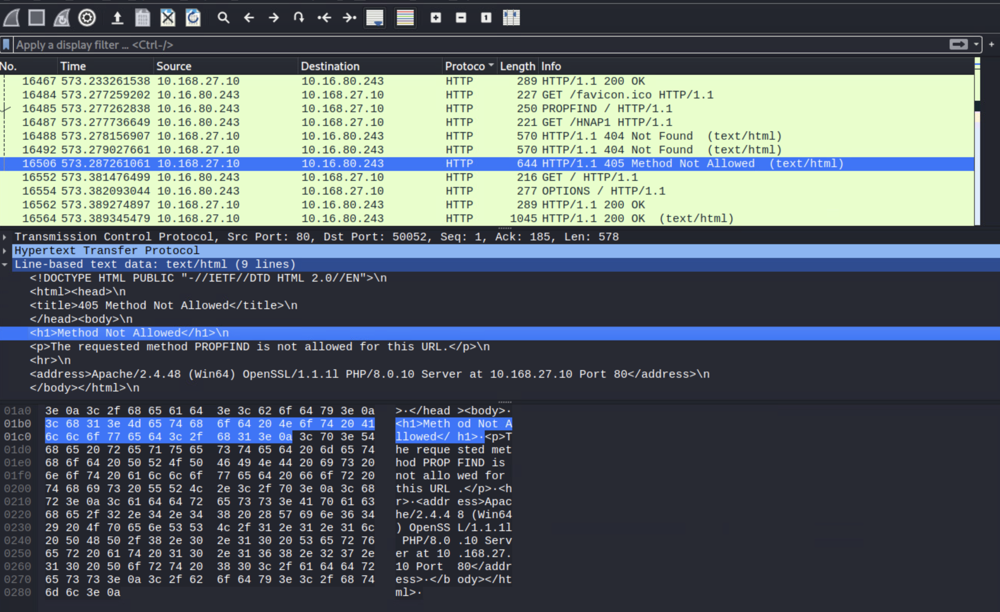 Apply a display filter ... <Ctrl-/>
No. Time Source Destination Protoco Length Info
16467 573.233261538 10.168.27.10 10.16.80.243 HTTP 289 HTTP/1.1 200 OK
16484 573.277259202 10.16.80.243 10.168.27.10 HTTP 227 GET /favicon.ico HTTP/1.1
16485 573.277262838 10.16.80.243 10.168.27.10 HTTP 250 PROPFIND / HTTP/1.1
16487 573.277736649 10.16.80.243 10.168.27.10 HTTP 221 GET /HNAP1 HTTP/1.1
16488 573.278156907 10.168.27.10 10.16.80.243 HTTP 570 HTTP/1.1 404 Not Found (text/html)
16492 573.279027661 10.168.27.10 10.16.80.243 HTTP 570 HTTP/1.1 404 Not Found (text/html)
16506 573.287261061 10.168.27.10 10.16.80.243 HTTP 644 HTTP/1.1 405 Method Not Allowed (text/html)
16552 573.381476499 10.16.80.243 10.168.27.10 HTTP 216 GET / HTTP/1.1
16554 573.382093044 10.16.80.243 10.168.27.10 HTTP 277 OPTIONS / HTTP/1.1
16562 573.389274897 10.168.27.10 10.16.80.243 HTTP 289 HTTP/1.1 200 OK
16564 573.389345479 10.168.27.10 10.16.80.243 HTTP 1045 HTTP/1.1 200 OK (text/html)
Transmission Control Protocol, Src Port: 80, Dst Port: 50052, Seq: 1, Ack: 185, Len: 578
Hypertext Transfer Protocol
Line-based text data: text/html (9 lines)
<!DOCTYPE HTML PUBLIC "-//IETF//DTD HTML 2.0//EN">\n
<html><head>\n
<title>405 Method Not Allowed</title>\n
</head><body>\n
<h1>Method Not Allowed</h1>\n
<p>The requested method PROPFIND is not allowed for this URL.</p>\n
<hr>\n
<address>Apache/2.4.48 (Win64) OpenSSL/1.1.1l PHP/8.0.10 Server at 10.168.27.10 Port 80</address>\n
</body></html>\n
01a0 3e 0a 3c 2f 68 65 61 64 3e 3c 62 6f 64 79 3e 0a >·</head ><body>·
01b0 3c 68 31 3e 4d 65 74 68 6f 64 20 4e 6f 74 20 41 <h1>Meth od Not A
01c0 6c 6c 6f 77 65 64 3c 2f 68 31 3e 0a 3c 70 3e 54 llowed</ h1>·<p>T
01d0 68 65 20 72 65 71 75 65 73 74 65 64 20 6d 65 74 he reque sted met
01e0 68 6f 64 20 50 52 4f 50 46 49 4e 44 20 69 73 20 hod PROP FIND is
01f0 6e 6f 74 20 61 6c 6c 6f 77 65 64 20 66 6f 72 20 not allo wed for
0200 74 68 69 73 20 55 52 4c 2e 3c 2f 70 3e 0a 3c 68 this URL .</p>·<h
0210 72 3e 0a 3c 61 64 64 72 65 73 73 3e 41 70 61 63 r>·<addr ess>Apac
0220 68 65 2f 32 2e 34 2e 34 38 20 28 57 69 6e 36 34 he/2.4.4 8 (Win64
0230 29 20 4f 70 65 6e 53 53 4c 2f 31 2e 31 2e 31 6c ) OpenSS L/1.1.1l
0240 20 50 48 50 2f 38 2e 30 2e 31 30 20 53 65 72 76 PHP/8.0 .10 Serv
0250 65 72 20 61 74 20 31 30 2e 31 36 38 2e 32 37 2e er at 10 .168.27.
0260 31 30 20 50 6f 72 74 20 38 30 3c 2f 61 64 64 72 10 Port 80</addr
0270 65 73 73 3e 0a 3c 2f 62 6f 64 79 3e 3c 2f 68 74 ess>·</b ody></ht
0280 6d 6c 3e 0a ml>·